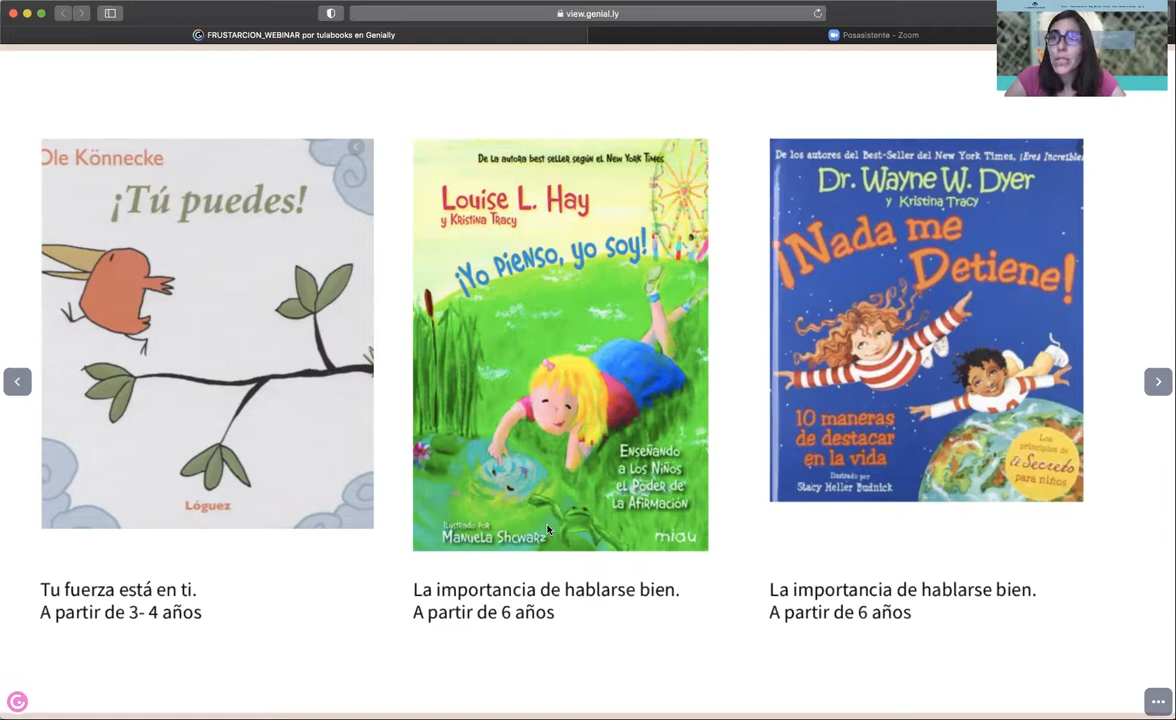 view.genial.ly
FRUSTARCION_WEBINAR por tulabooks en Genially
Posasistente - Zoom
Ole Könnecke
¡Tú puedes!
Lóguez
De la autora best seller según el New York Times
Louise L. Hay
y Kristina Tracy
¡Yo pienso, yo soy!
Enseñando
a los Niños
el Poder de
la Afirmación
Ilustrado por
Manuela Shcwarz
miau
De los autores del Best-Seller del New York Times, ¡Eres Increíble!
Dr. Wayne W. Dyer
y Kristina Tracy
¡Nada me
Detiene!
10 maneras
de destacar
en la vida
Ilustrado por
Stacy Heller Budnick
Los
principios de
El Secreto
para niños
Tu fuerza está en ti.
A partir de 3- 4 años
La importancia de hablarse bien.
A partir de 6 años
La importancia de hablarse bien.
A partir de 6 años